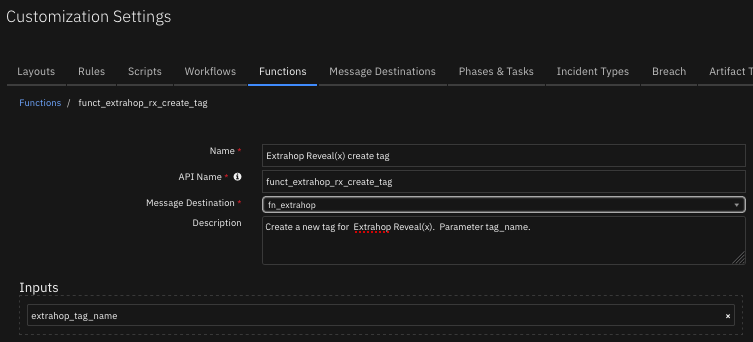 Customization Settings
Layouts Rules Scripts Workflows Functions Message Destinations Phases & Tasks Incident Types Breach Artifact T
Functions / funct_extrahop_rx_create_tag
Name * Extrahop Reveal(x) create tag
API Name * funct_extrahop_rx_create_tag
Message Destination * fn_extrahop
Description Create a new tag for Extrahop Reveal(x). Parameter tag_name.
Inputs
extrahop_tag_name ×